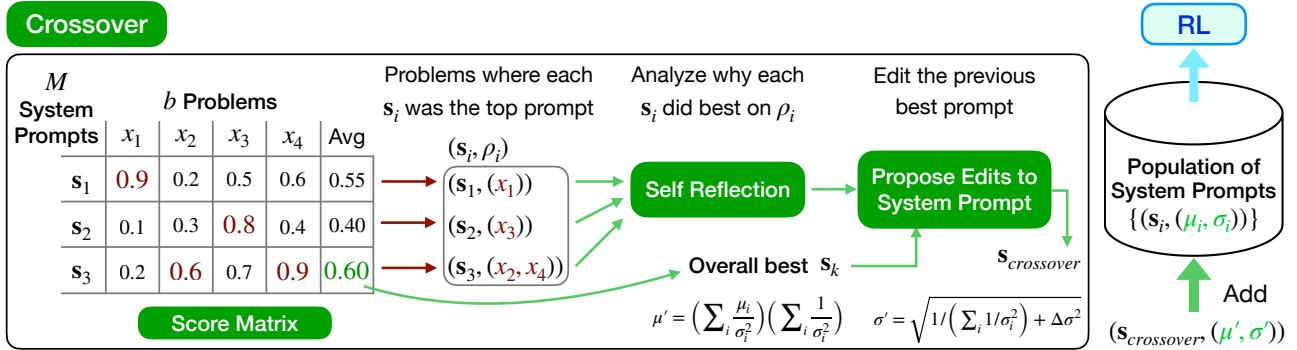 Crossover
RL
M
System
Prompts
b Problems
x₁ x₂ x₃ x₄ Avg
s₁ 0.9 0.2 0.5 0.6 0.55
s₂ 0.1 0.3 0.8 0.4 0.40
s₃ 0.2 0.6 0.7 0.9 0.60
Score Matrix
Problems where each
sᵢ was the top prompt
(sᵢ, ρᵢ)
(s₁, (x₁))
(s₂, (x₃))
(s₃, (x₂, x₄))
Analyze why each
sᵢ did best on ρᵢ
Self Reflection
Edit the previous
best prompt
Propose Edits to
System Prompt
Overall best sₖ
s_crossover
μ′ = (∑ᵢ μᵢ/σᵢ²)(∑ᵢ 1/σᵢ²)
σ′ = √(1/(∑ᵢ 1/σᵢ²) + Δσ²)
Population of
System Prompts
{(sᵢ, (μᵢ, σᵢ))}
Add
(s_crossover, (μ′, σ′))